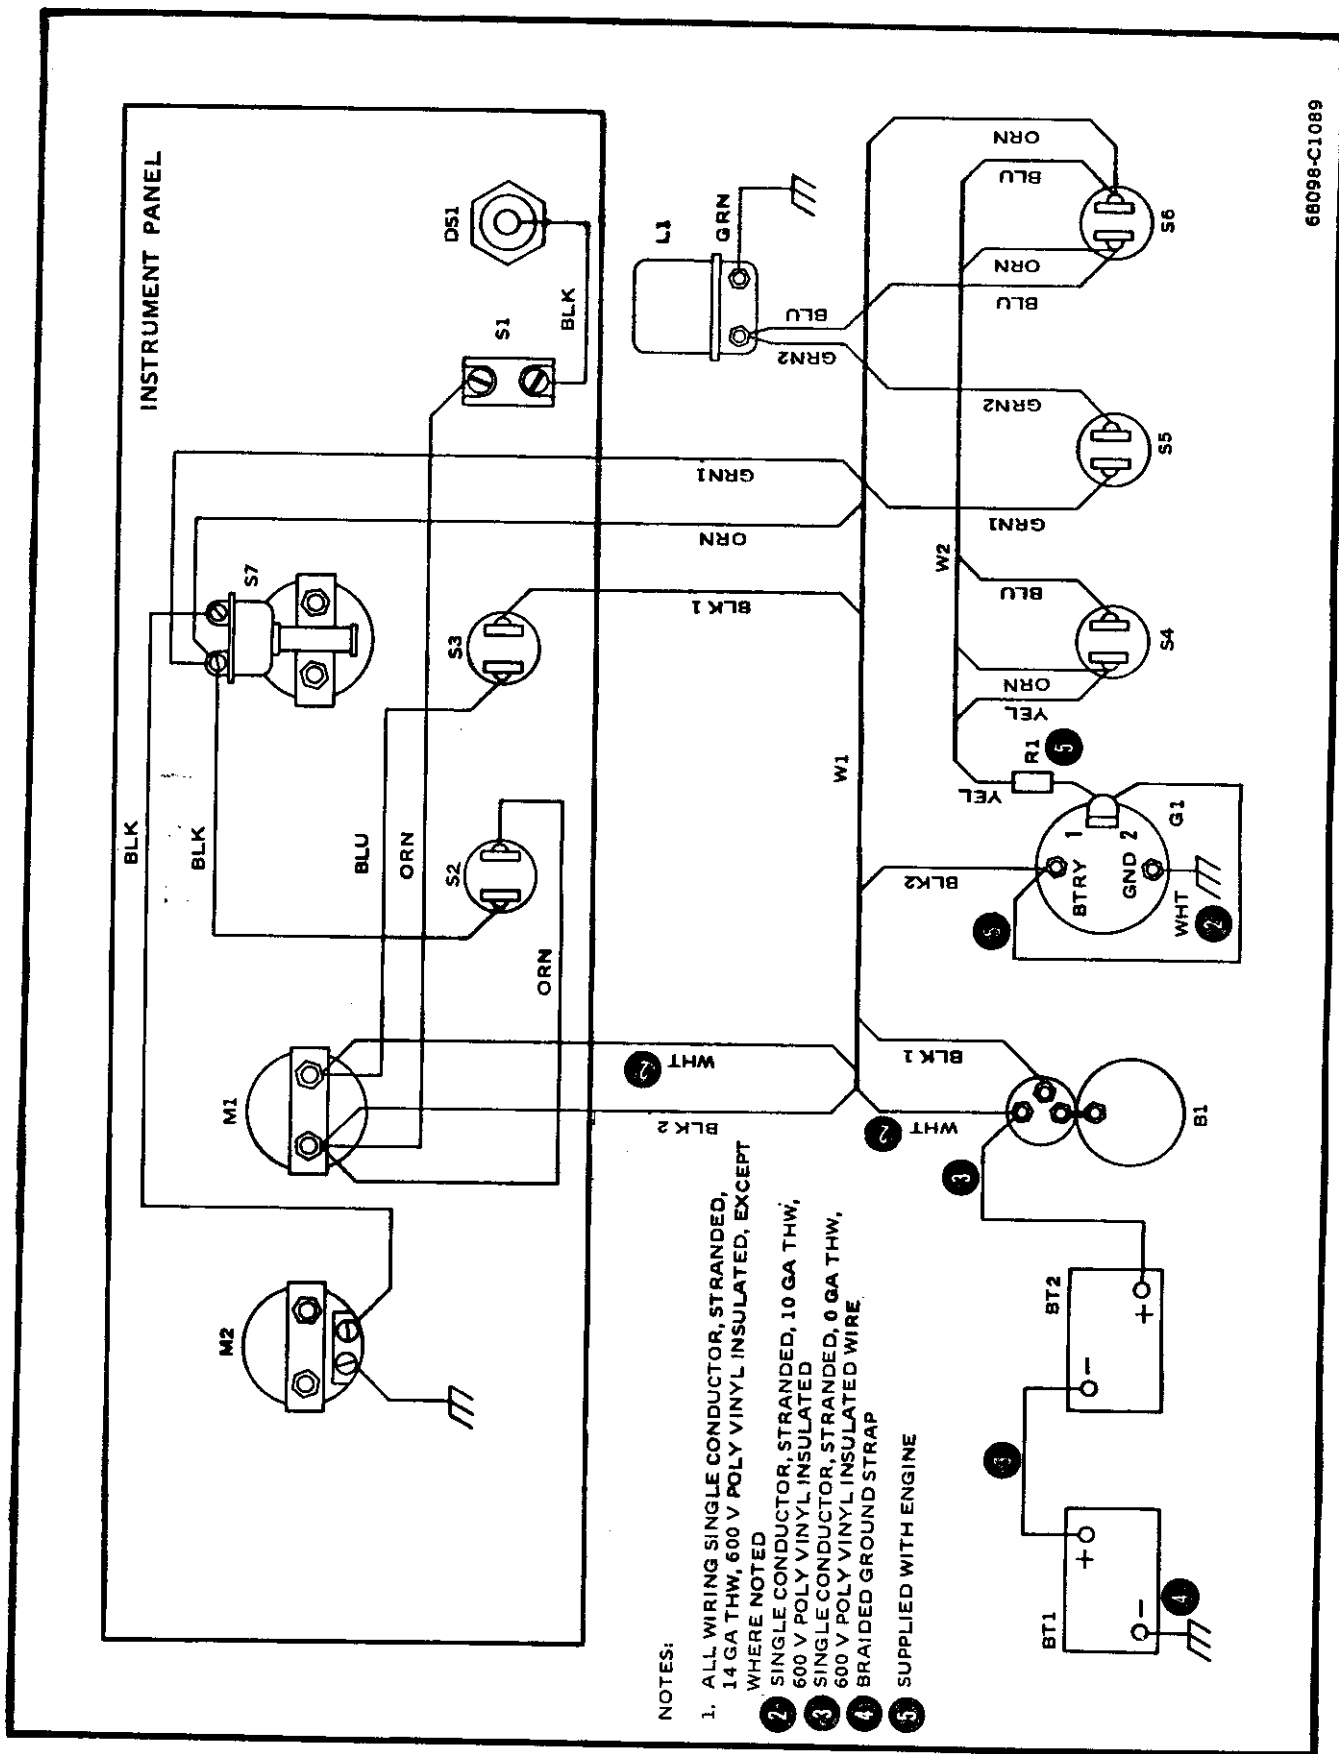 INSTRUMENT PANEL
DS1
S1
BLK
S7
S3
S2
BLK
BLK
BLU
ORN
ORN
M1
M2
L1
GRN
BLU
GRN2
GRN1
ORN
BLK 1
WHT
2
BLK 2
W1
W2
ORN
BLU
ORN
BLU
S6
GRN2
GRN1
S5
BLU
ORN
YEL
S4
YEL
R1
5
BLK2
5
BTRY
1
GND
2
G1
WHT
2
BLK 1
WHT
2
3
B1
BT2
+
-
3
BT1
+
-
4
NOTES:
1. ALL WIRING SINGLE CONDUCTOR, STRANDED,
14 GA THW, 600 V POLY VINYL INSULATED, EXCEPT
WHERE NOTED
2 SINGLE CONDUCTOR, STRANDED, 10 GA THW,
600 V POLY VINYL INSULATED
3 SINGLE CONDUCTOR, STRANDED, 0 GA THW,
600 V POLY VINYL INSULATED WIRE
4 BRAIDED GROUND STRAP
5 SUPPLIED WITH ENGINE
68098-C1089